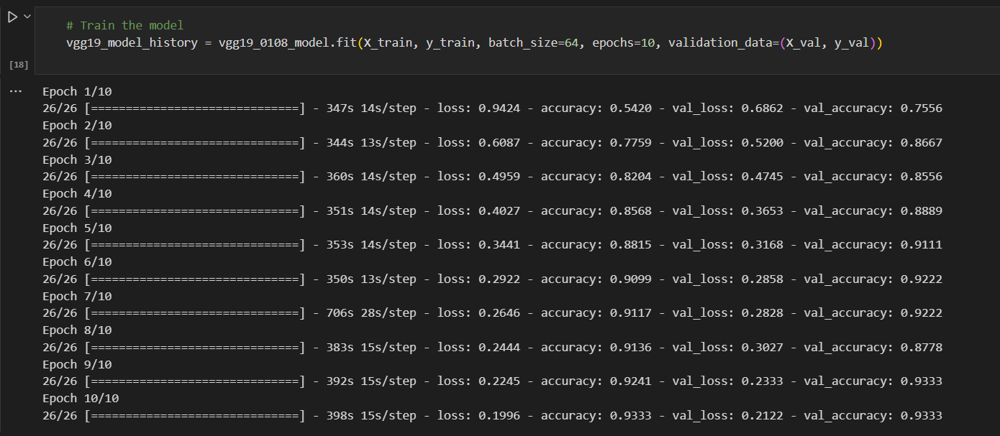 # Train the model
vgg19_model_history = vgg19_0108_model.fit(X_train, y_train, batch_size=64, epochs=10, validation_data=(X_val, y_val))
[18]
... Epoch 1/10
26/26 [==============================] - 347s 14s/step - loss: 0.9424 - accuracy: 0.5420 - val_loss: 0.6862 - val_accuracy: 0.7556
Epoch 2/10
26/26 [==============================] - 344s 13s/step - loss: 0.6087 - accuracy: 0.7759 - val_loss: 0.5200 - val_accuracy: 0.8667
Epoch 3/10
26/26 [==============================] - 360s 14s/step - loss: 0.4959 - accuracy: 0.8204 - val_loss: 0.4745 - val_accuracy: 0.8556
Epoch 4/10
26/26 [==============================] - 351s 14s/step - loss: 0.4027 - accuracy: 0.8568 - val_loss: 0.3653 - val_accuracy: 0.8889
Epoch 5/10
26/26 [==============================] - 353s 14s/step - loss: 0.3441 - accuracy: 0.8815 - val_loss: 0.3168 - val_accuracy: 0.9111
Epoch 6/10
26/26 [==============================] - 350s 13s/step - loss: 0.2922 - accuracy: 0.9099 - val_loss: 0.2858 - val_accuracy: 0.9222
Epoch 7/10
26/26 [==============================] - 706s 28s/step - loss: 0.2646 - accuracy: 0.9117 - val_loss: 0.2828 - val_accuracy: 0.9222
Epoch 8/10
26/26 [==============================] - 383s 15s/step - loss: 0.2444 - accuracy: 0.9136 - val_loss: 0.3027 - val_accuracy: 0.8778
Epoch 9/10
26/26 [==============================] - 392s 15s/step - loss: 0.2245 - accuracy: 0.9241 - val_loss: 0.2333 - val_accuracy: 0.9333
Epoch 10/10
26/26 [==============================] - 398s 15s/step - loss: 0.1996 - accuracy: 0.9333 - val_loss: 0.2122 - val_accuracy: 0.9333